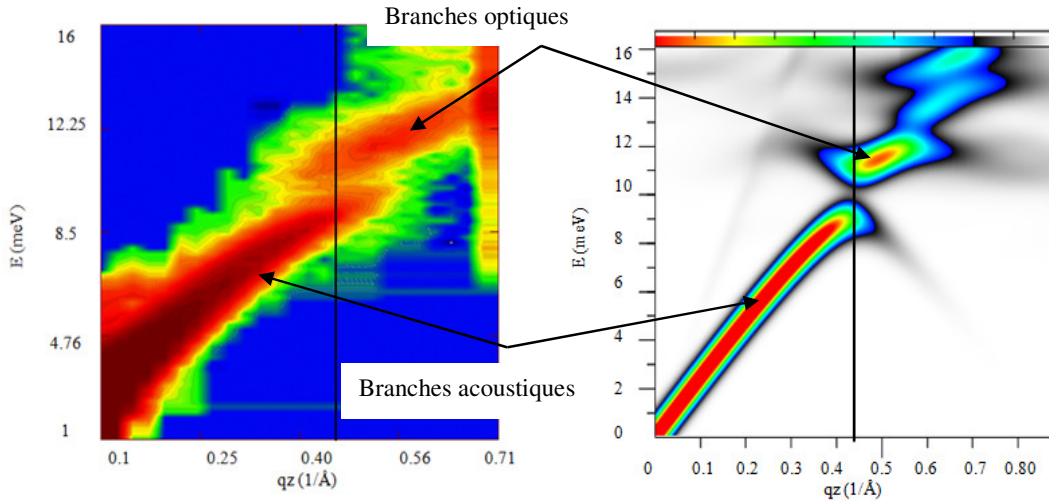 Branches optiques
16
12.25
8.5
4.76
1
E (meV)
0.1 0.25 0.40 0.56 0.71
qz (1/Å)
Branches acoustiques
16
14
12
10
8
6
4
2
0
E (meV)
0 0.1 0.2 0.3 0.4 0.5 0.6 0.7 0.80
qz (1/Å)